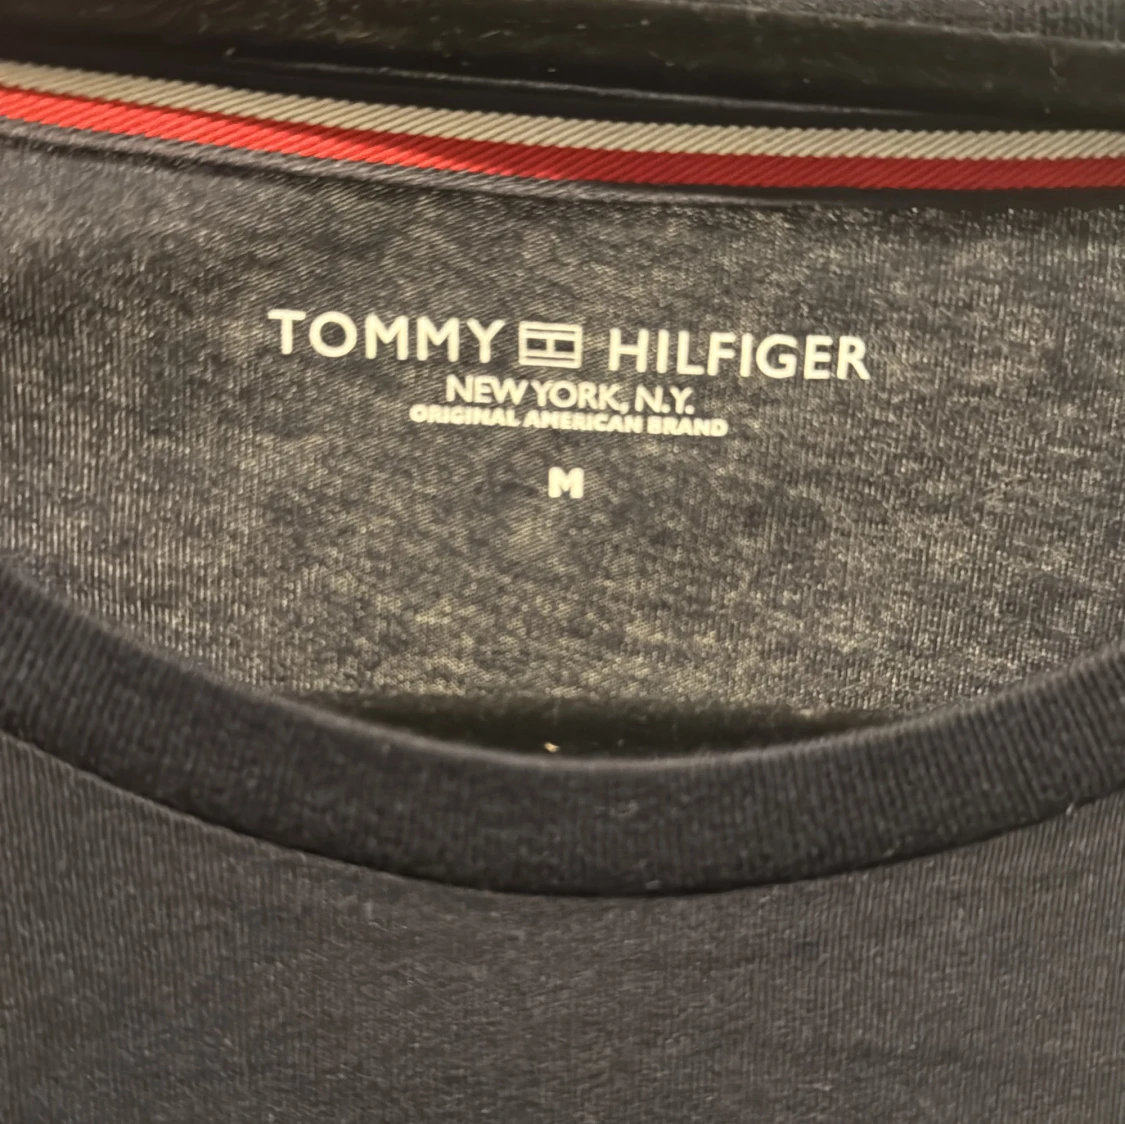 TOMMY HILFIGER
NEW YORK, N.Y.
ORIGINAL AMERICAN BRAND
M